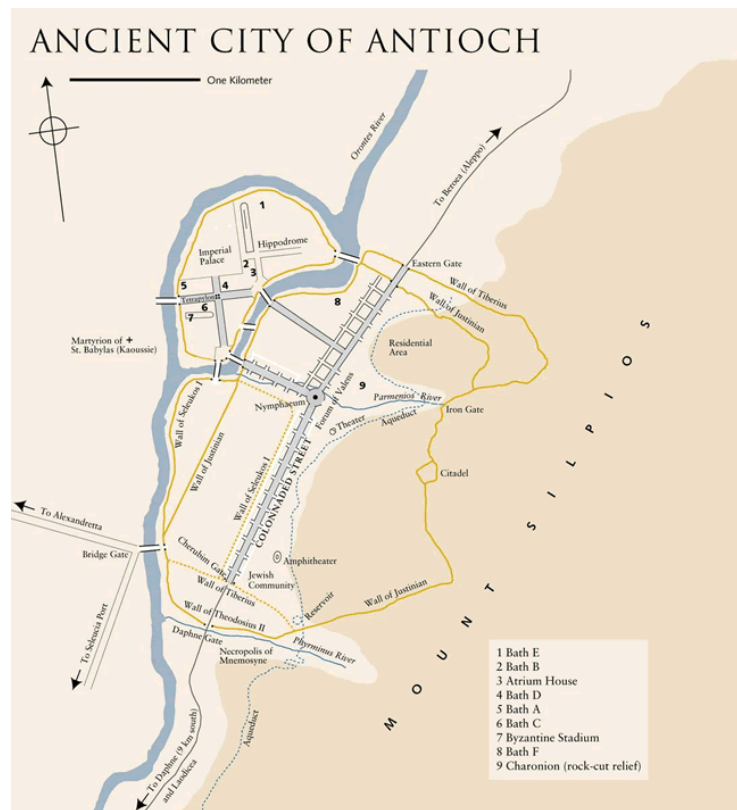 ANCIENT CITY OF ANTIOCH
One Kilometer
Orontes River
To Beroea (Aleppo)
1
Imperial
Palace
Hippodrome
2
3
Eastern Gate
5
4
Tetrapylon
8
Wall of Tiberius
6
7
Wall of Justinian
Martyrion of
St. Babylas (Kaoussie)
Residential
Area
9
Wall of Seleukos I
Nymphaeum
Forum of Valens
Parmenios River
Iron Gate
Theater
Aqueduct
Wall of Justinian
Wall of Seleukos I
COLONNADED STREET
Citadel
MOUNT SILPIOS
To Alexandretta
Bridge Gate
Cherubim Gate
Amphitheater
Jewish
Community
Wall of Tiberius
Reservoir
Wall of Justinian
To Seleucia Port
Wall of Theodosius II
Daphne Gate
Necropolis of
Mnemosyne
Phyrminus River
Aqueduct
To Daphne (9 km south)
and Laodicea
1 Bath E
2 Bath B
3 Atrium House
4 Bath D
5 Bath A
6 Bath C
7 Byzantine Stadium
8 Bath F
9 Charonion (rock-cut relief)